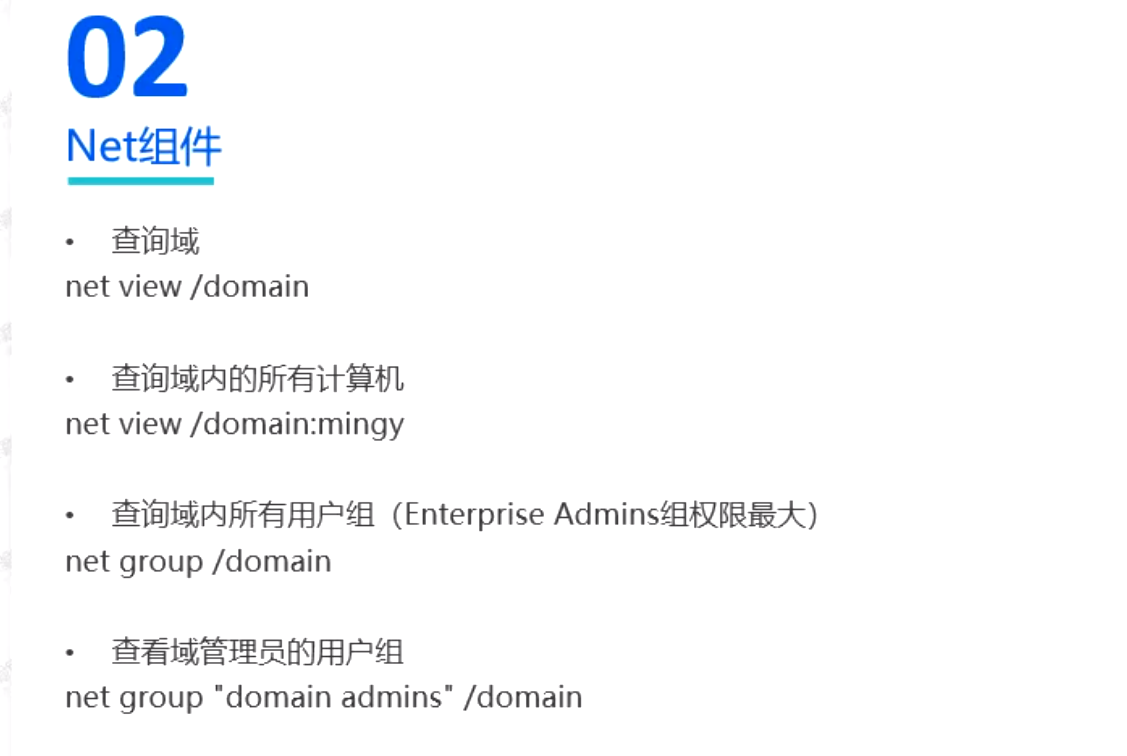 02
Net组件
• 查询域
net view /domain
• 查询域内的所有计算机
net view /domain:mingy
• 查询域内所有用户组（Enterprise Admins组权限最大）
net group /domain
• 查看域管理员的用户组
net group "domain admins" /domain